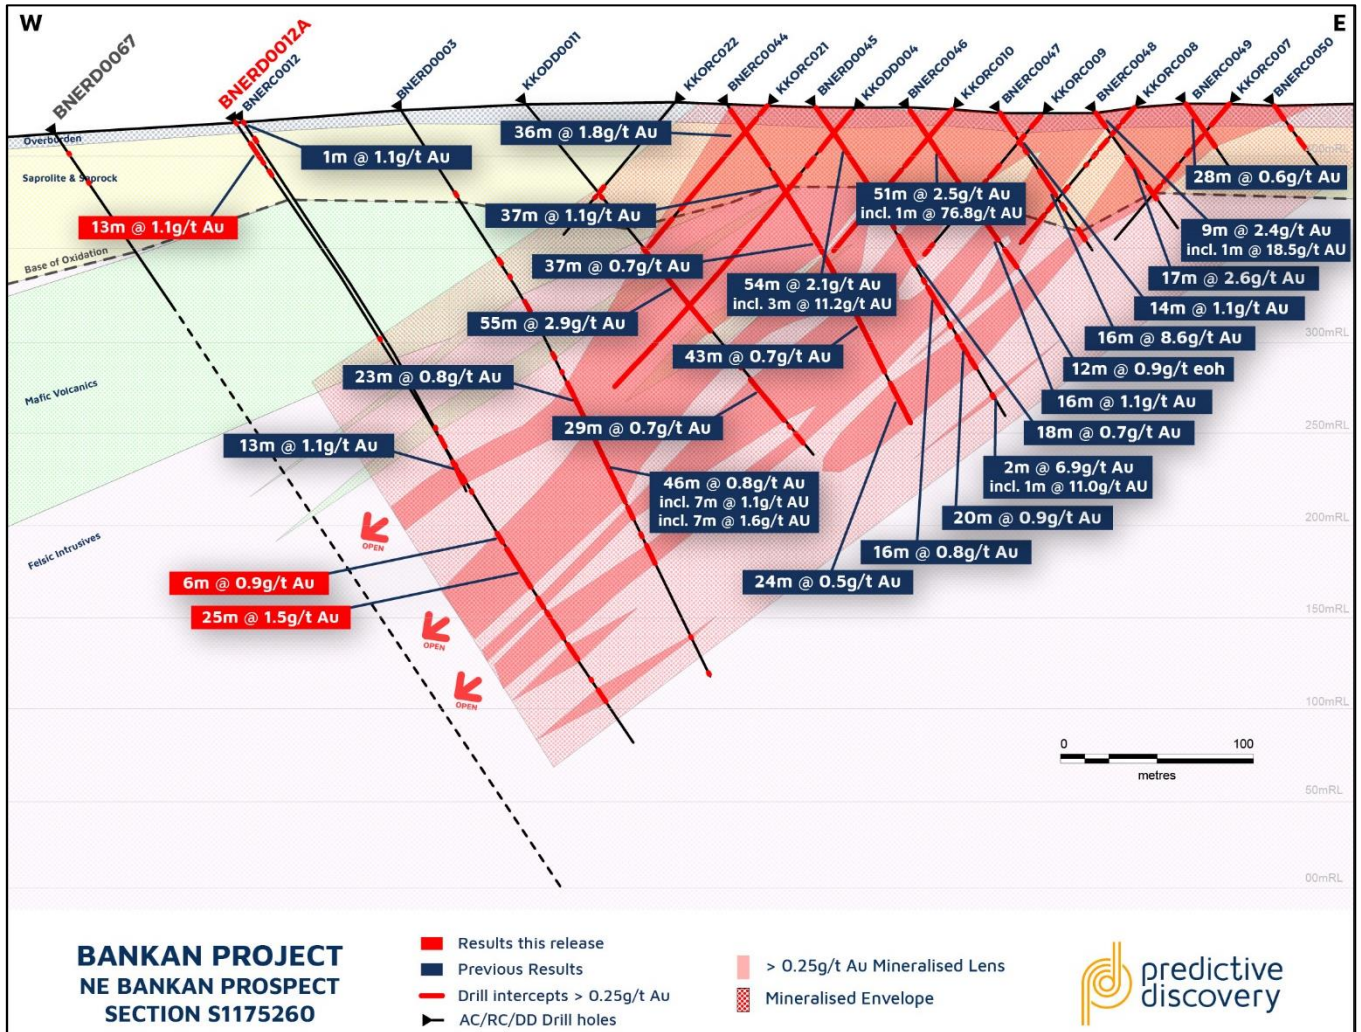 W
E
BNERD0067
BNERD0012A
BNERC0012
BNERD0003
KKODD0011
KKORC022
BNERC0044
KKORC021
BNERD0045
KKODD004
BNERC0046
KKORC010
BNERC0047
KKORC009
BNERC0048
KKORC008
BNERC0049
KKORC007
BNERC0050
Overborden
Saprolite & Saprock
Base of Oxidation
Mafic Volcanics
Felsic Intrusives
1m @ 1.1g/t Au
13m @ 1.1g/t Au
36m @ 1.8g/t Au
37m @ 1.1g/t Au
37m @ 0.7g/t Au
55m @ 2.9g/t Au
23m @ 0.8g/t Au
13m @ 1.1g/t Au
6m @ 0.9g/t Au
25m @ 1.5g/t Au
29m @ 0.7g/t Au
46m @ 0.8g/t Au
incl. 7m @ 1.1g/t AU
incl. 7m @ 1.6g/t AU
43m @ 0.7g/t Au
54m @ 2.1g/t Au
incl. 3m @ 11.2g/t AU
51m @ 2.5g/t Au
incl. 1m @ 76.8g/t AU
28m @ 0.6g/t Au
9m @ 2.4g/t Au
incl. 1m @ 18.5g/t AU
17m @ 2.6g/t Au
14m @ 1.1g/t Au
16m @ 8.6g/t Au
12m @ 0.9g/t eoh
16m @ 1.1g/t Au
18m @ 0.7g/t Au
2m @ 6.9g/t Au
incl. 1m @ 11.0g/t AU
20m @ 0.9g/t Au
16m @ 0.8g/t Au
24m @ 0.5g/t Au
OPEN
OPEN
OPEN
400mRL
300mRL
250mRL
200mRL
150mRL
100mRL
50mRL
00mRL
0 100
metres
BANKAN PROJECT
NE BANKAN PROSPECT
SECTION S1175260
Results this release
Previous Results
Drill intercepts > 0.25g/t Au
AC/RC/DD Drill holes
> 0.25g/t Au Mineralised Lens
Mineralised Envelope
predictive
discovery